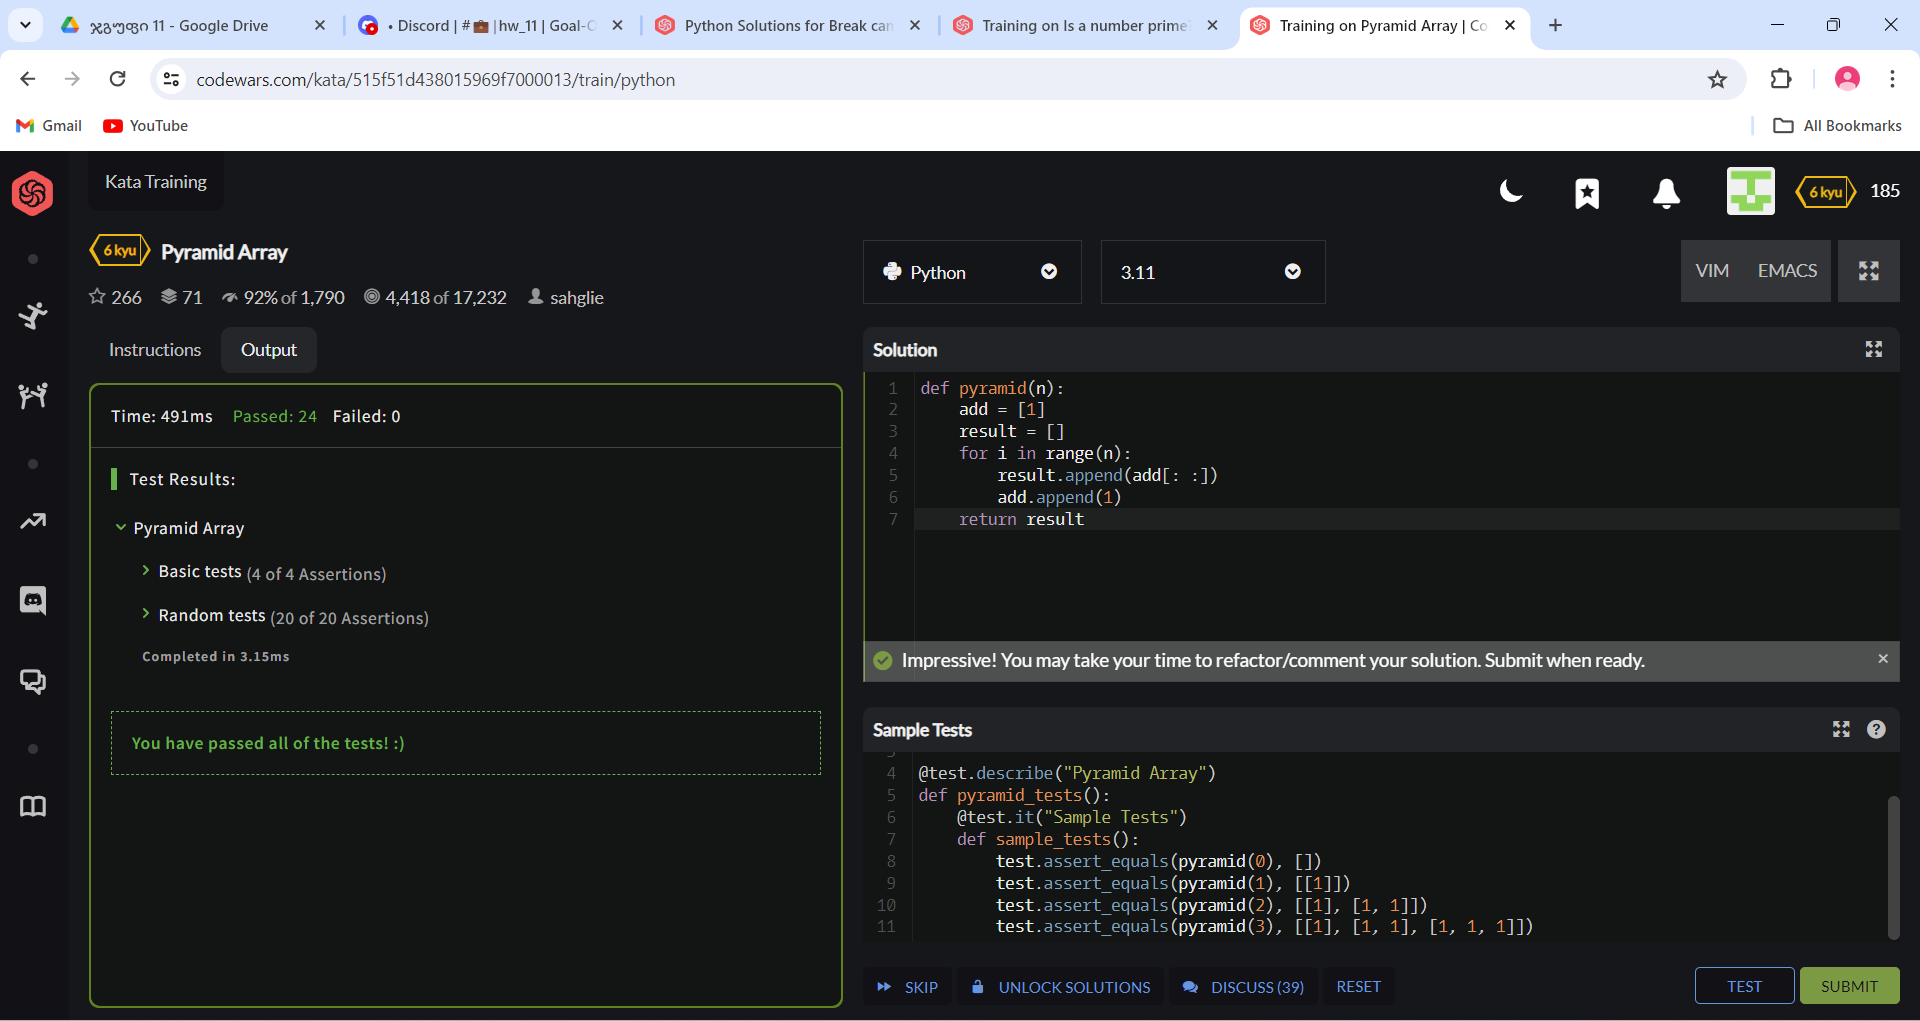 ჯგუფი 11 - Google Drive
• Discord | #💼|hw_11 | Goal-O
Python Solutions for Break can
Training on Is a number prime?
Training on Pyramid Array | Co
codewars.com/kata/515f51d438015969f7000013/train/python
Gmail
YouTube
All Bookmarks
Kata Training
6 kyu
185
6 kyu
Pyramid Array
266
71
92% of 1,790
4,418 of 17,232
sahglie
Python
3.11
VIM
EMACS
Instructions
Output
Time: 491ms Passed: 24 Failed: 0
Test Results:
Pyramid Array
Basic tests (4 of 4 Assertions)
Random tests (20 of 20 Assertions)
Completed in 3.15ms
You have passed all of the tests! :)
Solution
1 def pyramid(n):
2     add = [1]
3     result = []
4     for i in range(n):
5         result.append(add[: :])
6         add.append(1)
7     return result
Impressive! You may take your time to refactor/comment your solution. Submit when ready.
Sample Tests
4 @test.describe("Pyramid Array")
5 def pyramid_tests():
6     @test.it("Sample Tests")
7     def sample_tests():
8         test.assert_equals(pyramid(0), [])
9         test.assert_equals(pyramid(1), [[1]])
10         test.assert_equals(pyramid(2), [[1], [1, 1]])
11         test.assert_equals(pyramid(3), [[1], [1, 1], [1, 1, 1]])
SKIP
UNLOCK SOLUTIONS
DISCUSS (39)
RESET
TEST
SUBMIT